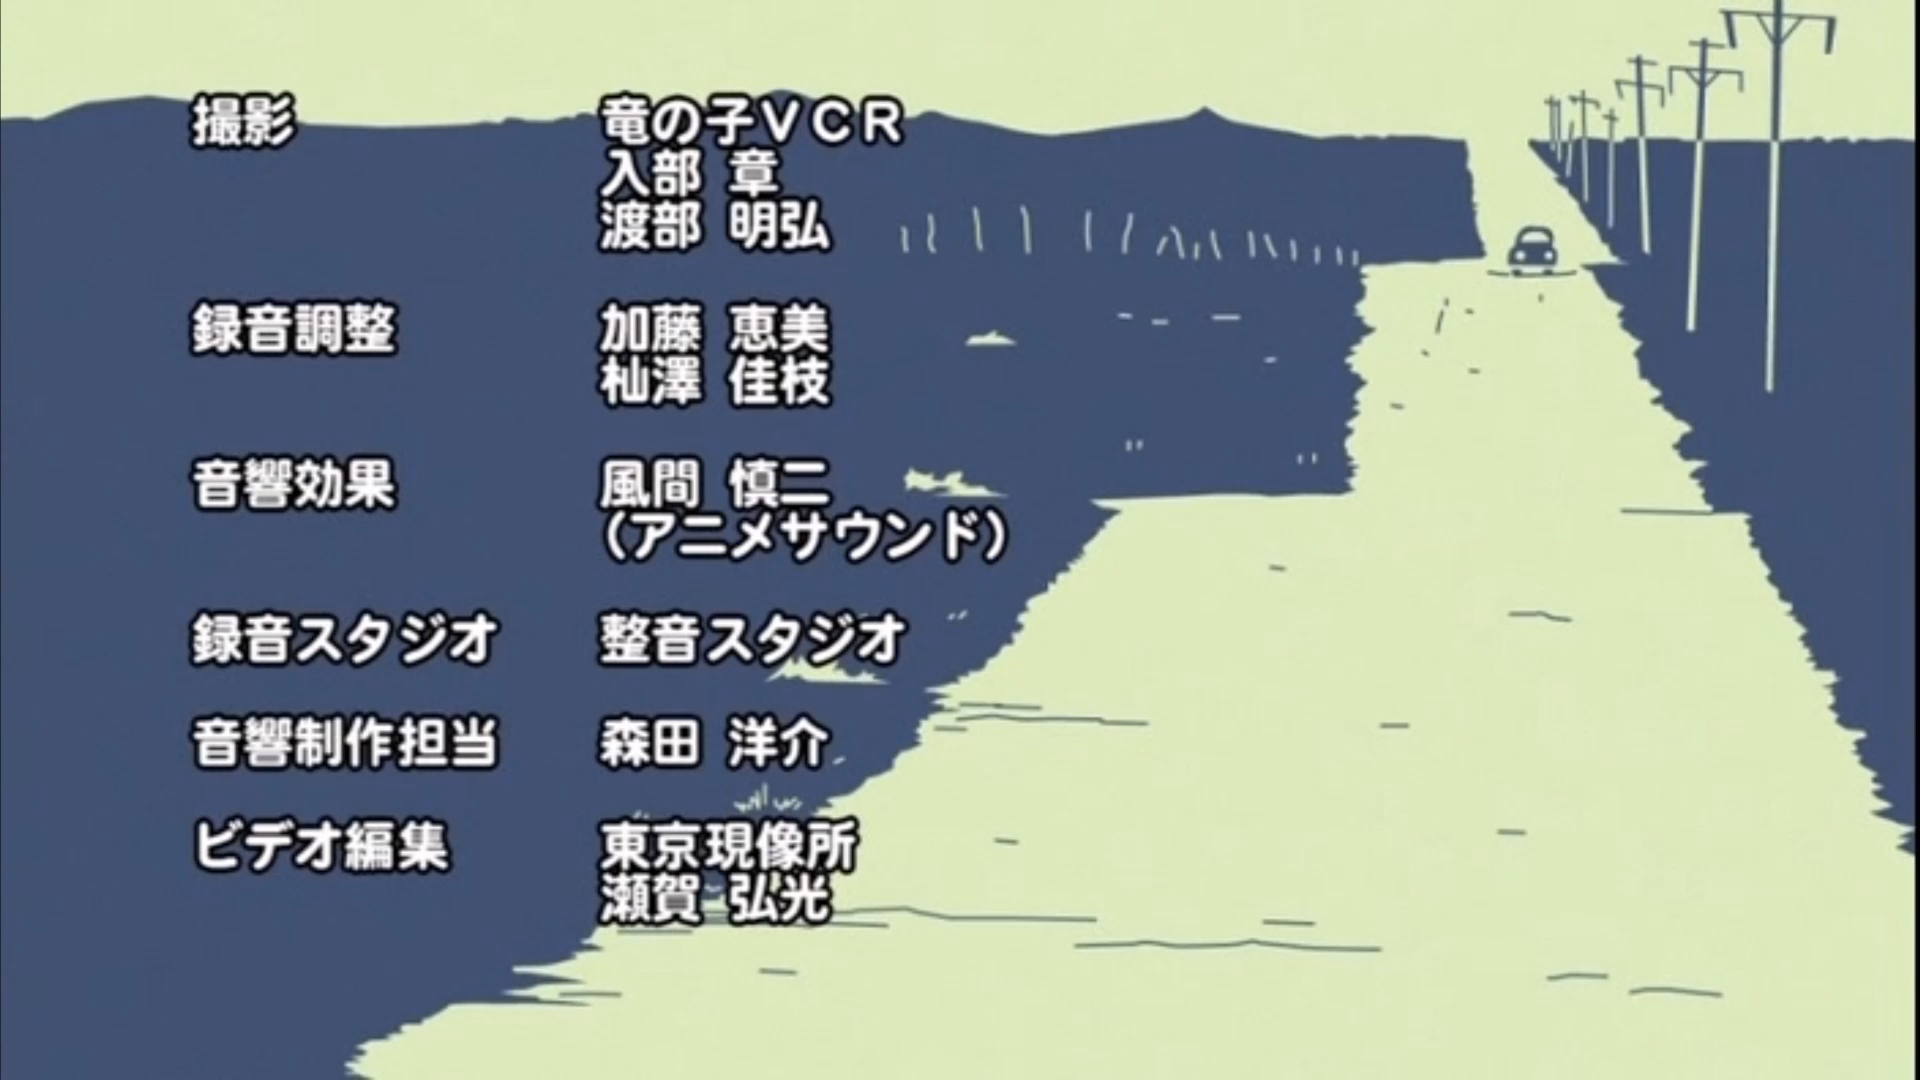 撮影 竜の子ＶＣＲ
入部 章
渡部 明弘
録音調整 加藤 恵美
杣澤 佳枝
音響効果 風間 慎二
（アニメサウンド）
録音スタジオ 整音スタジオ
音響制作担当 森田 洋介
ビデオ編集 東京現像所
瀬賀 弘光